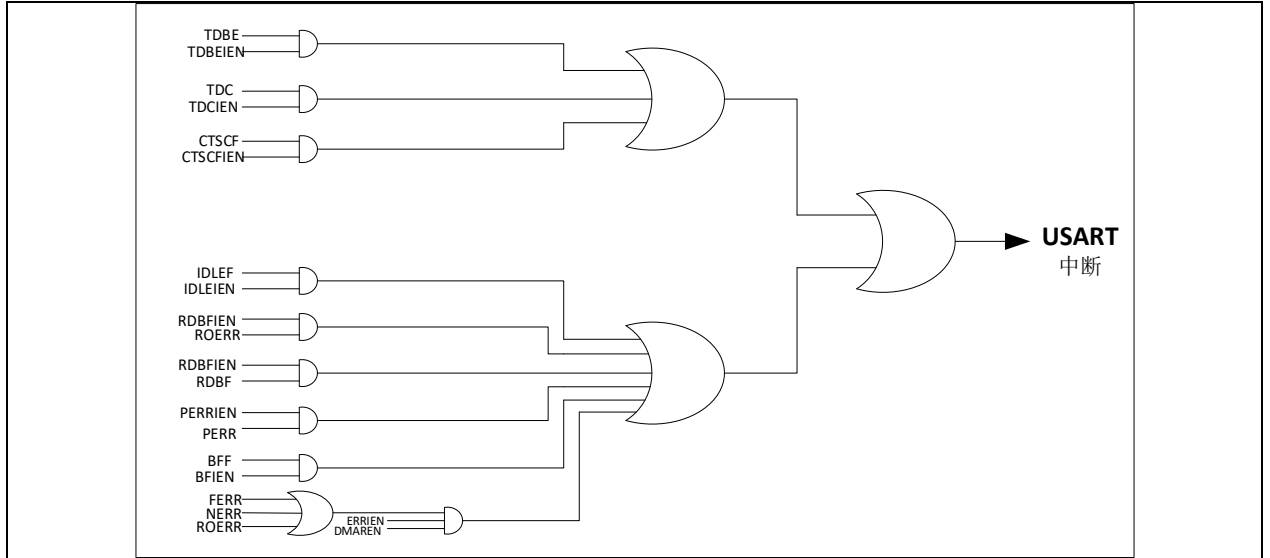 TDBE
TDBEIEN
TDC
TDCIEN
CTSCF
CTSCFIEN
IDLEF
IDLEIEN
RDBFIEN
ROERR
RDBFIEN
RDBF
PERRIEN
PERR
BFF
BFIEN
FERR
NERR
ROERR
ERRIEN
DMAREN
USART
中断